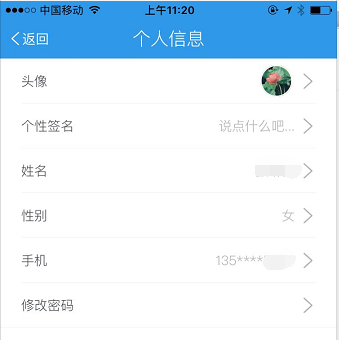 中国移动 上午11:20
返回 个人信息
头像
个性签名 说点什么吧...
姓名
性别 女
手机 135****
修改密码